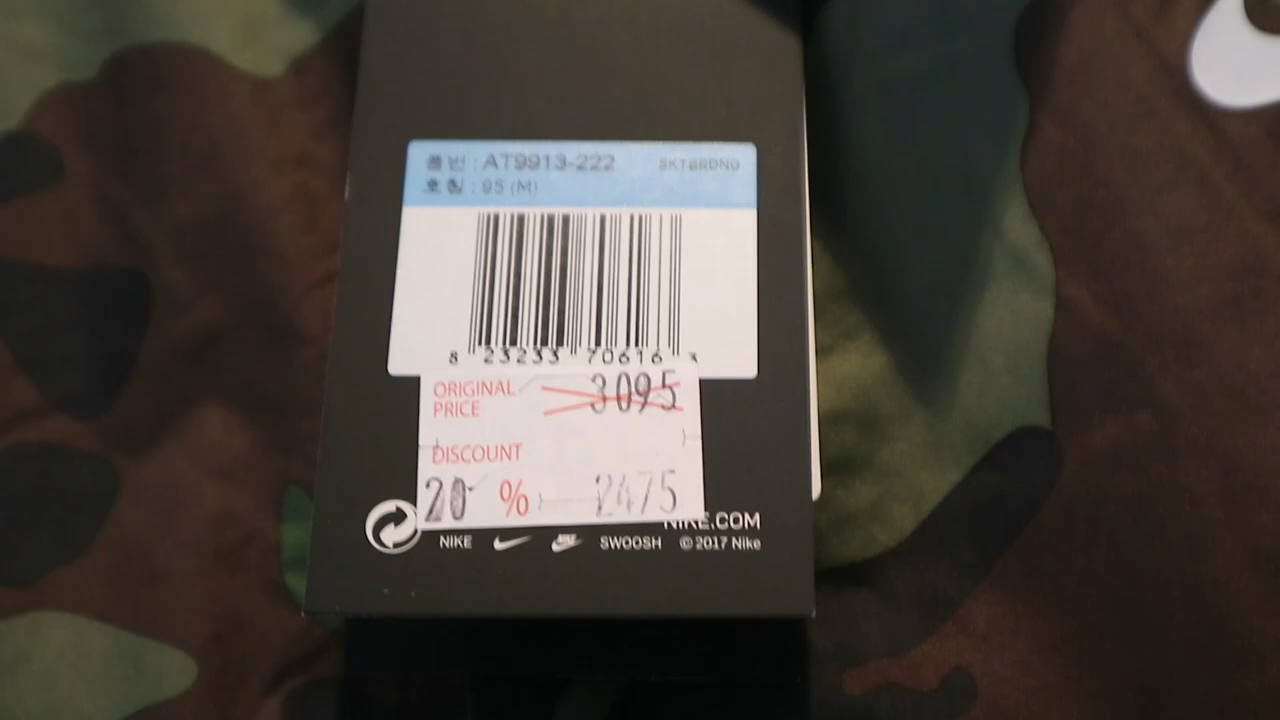 품번 : AT9913-222 SKTBRDNG
호칭 : 95 (M)
8 23233 70616 3
ORIGINAL PRICE 3095
DISCOUNT
20 % 2475
NIKE.COM
NIKE SWOOSH © 2017 Nike